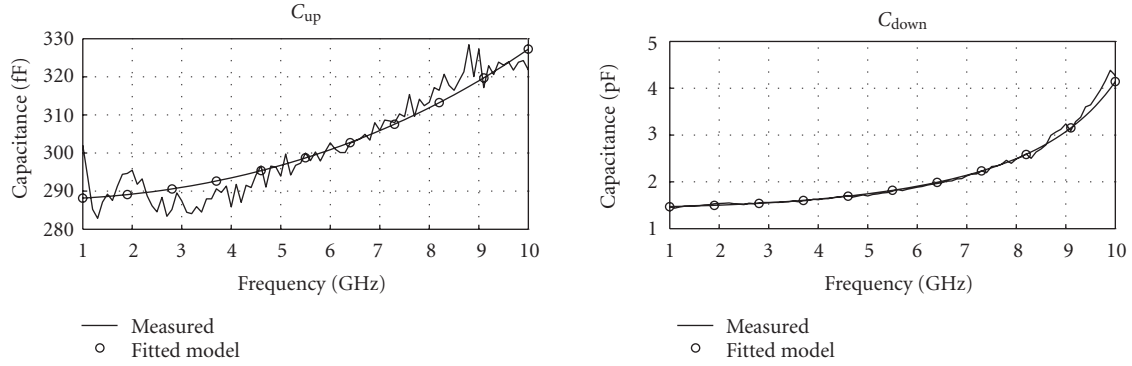 C_up
Capacitance (fF)
330
320
310
300
290
280
1 2 3 4 5 6 7 8 9 10
Frequency (GHz)
Measured
Fitted model
C_down
Capacitance (pF)
5
4
3
2
1
1 2 3 4 5 6 7 8 9 10
Frequency (GHz)
Measured
Fitted model